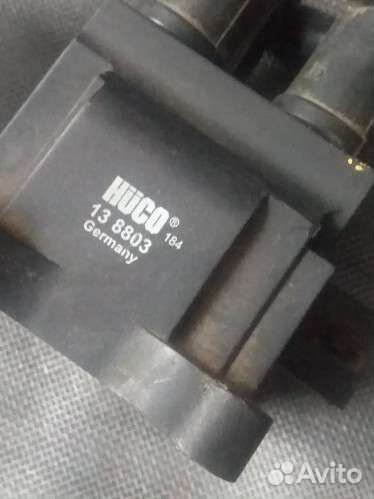 HÜCO®
13 8803 184
Germany
Avito